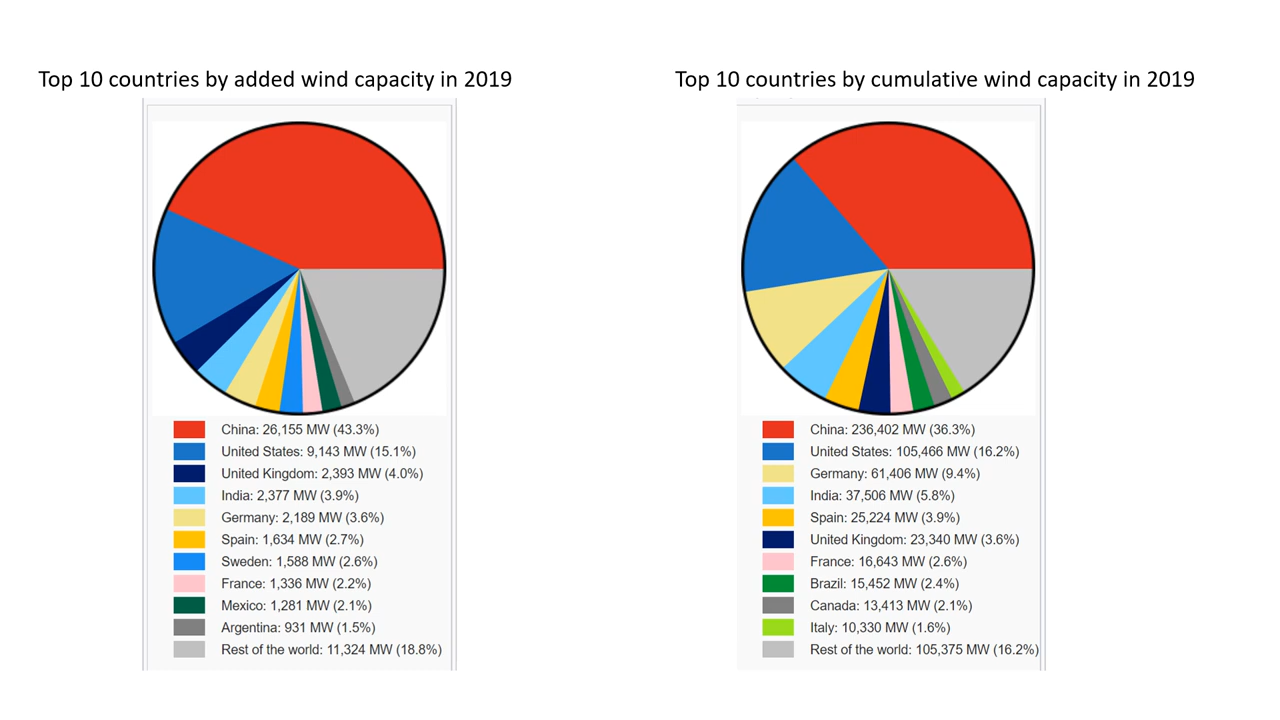 Top 10 countries by added wind capacity in 2019
China: 26,155 MW (43.3%)
United States: 9,143 MW (15.1%)
United Kingdom: 2,393 MW (4.0%)
India: 2,377 MW (3.9%)
Germany: 2,189 MW (3.6%)
Spain: 1,634 MW (2.7%)
Sweden: 1,588 MW (2.6%)
France: 1,336 MW (2.2%)
Mexico: 1,281 MW (2.1%)
Argentina: 931 MW (1.5%)
Rest of the world: 11,324 MW (18.8%)
Top 10 countries by cumulative wind capacity in 2019
China: 236,402 MW (36.3%)
United States: 105,466 MW (16.2%)
Germany: 61,406 MW (9.4%)
India: 37,506 MW (5.8%)
Spain: 25,224 MW (3.9%)
United Kingdom: 23,340 MW (3.6%)
France: 16,643 MW (2.6%)
Brazil: 15,452 MW (2.4%)
Canada: 13,413 MW (2.1%)
Italy: 10,330 MW (1.6%)
Rest of the world: 105,375 MW (16.2%)